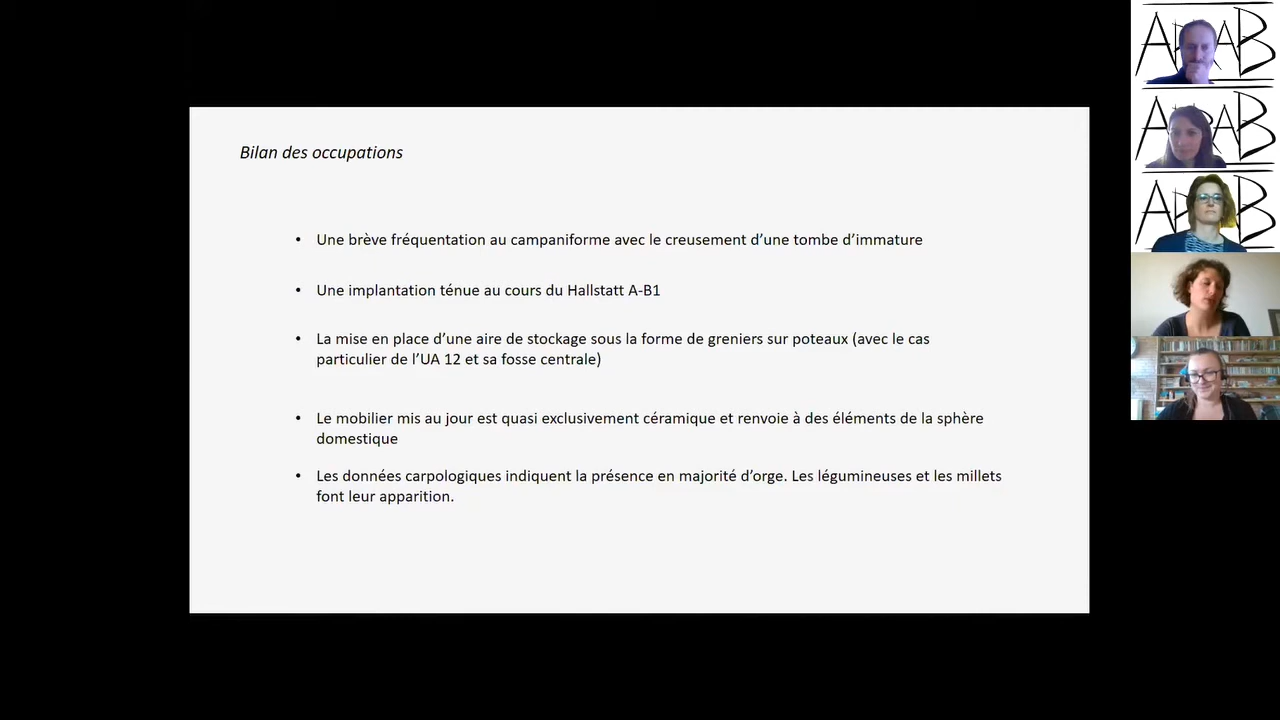 Bilan des occupations
• Une brève fréquentation au campaniforme avec le creusement d'une tombe d'immature
• Une implantation ténue au cours du Hallstatt A-B1
• La mise en place d'une aire de stockage sous la forme de greniers sur poteaux (avec le cas
particulier de l'UA 12 et sa fosse centrale)
• Le mobilier mis au jour est quasi exclusivement céramique et renvoie à des éléments de la sphère
domestique
• Les données carpologiques indiquent la présence en majorité d'orge. Les légumineuses et les millets
font leur apparition.